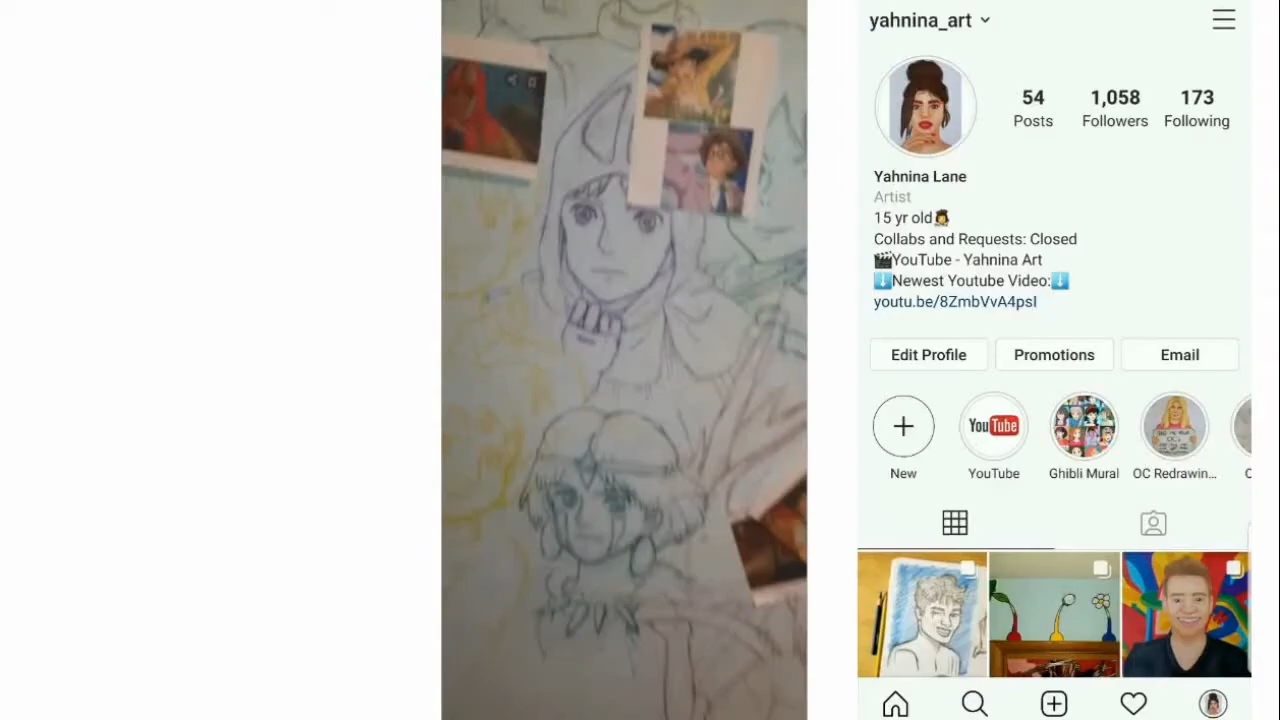 yahnina_art
54 1,058 173
Posts Followers Following
Yahnina Lane
Artist
15 yr old👩‍🎓
Collabs and Requests: Closed
🎬YouTube - Yahnina Art
⬇️Newest Youtube Video:⬇️
youtu.be/8ZmbVvA4psI
Edit Profile Promotions Email
YouTube
New YouTube Ghibli Mural OC Redrawin...